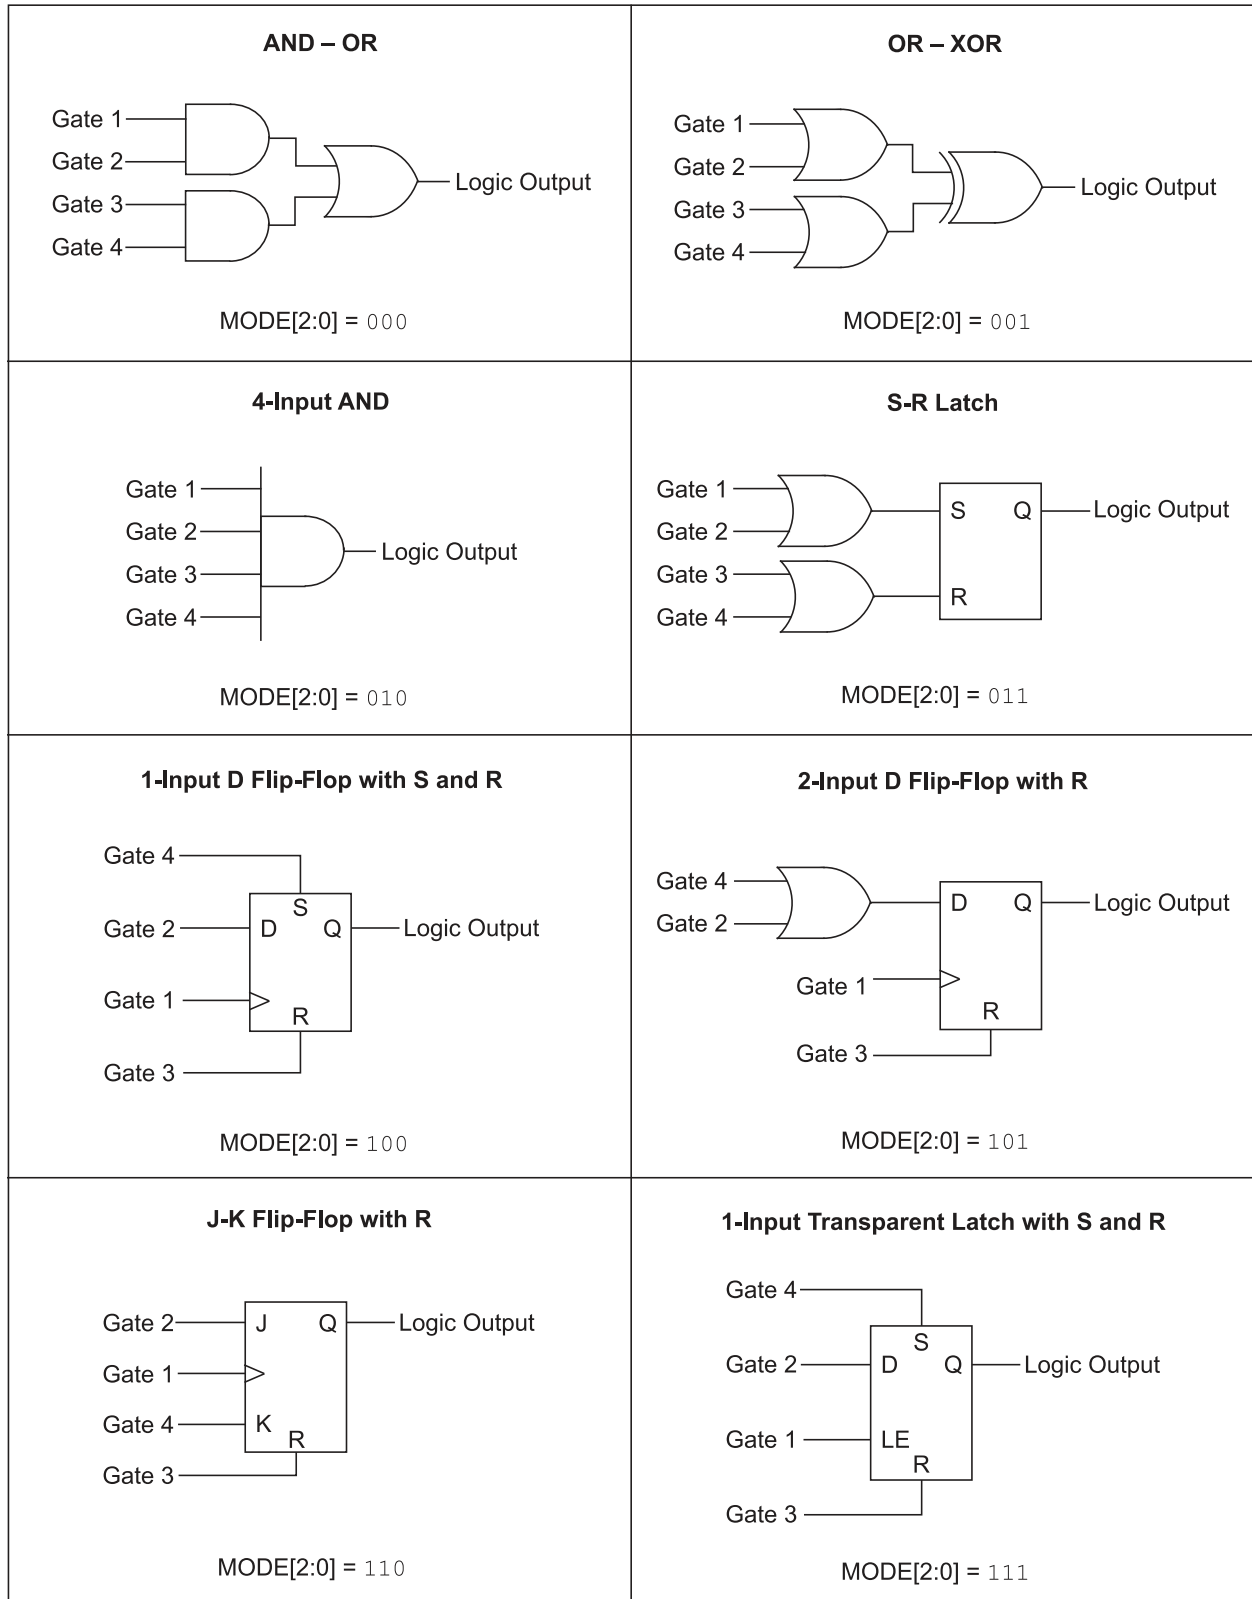 AND – OR
Gate 1
Gate 2
Gate 3
Gate 4
Logic Output
MODE[2:0] = 000
OR – XOR
Gate 1
Gate 2
Gate 3
Gate 4
Logic Output
MODE[2:0] = 001
4-Input AND
Gate 1
Gate 2
Gate 3
Gate 4
Logic Output
MODE[2:0] = 010
S-R Latch
Gate 1
Gate 2
Gate 3
Gate 4
S Q
R
Logic Output
MODE[2:0] = 011
1-Input D Flip-Flop with S and R
Gate 4
S
Gate 2
D Q
Logic Output
Gate 1
R
Gate 3
MODE[2:0] = 100
2-Input D Flip-Flop with R
Gate 4
Gate 2
D Q
Logic Output
Gate 1
R
Gate 3
MODE[2:0] = 101
J-K Flip-Flop with R
Gate 2
J Q
Logic Output
Gate 1
Gate 4
K
R
Gate 3
MODE[2:0] = 110
1-Input Transparent Latch with S and R
Gate 4
S
Gate 2
D Q
Logic Output
Gate 1
LE
R
Gate 3
MODE[2:0] = 111